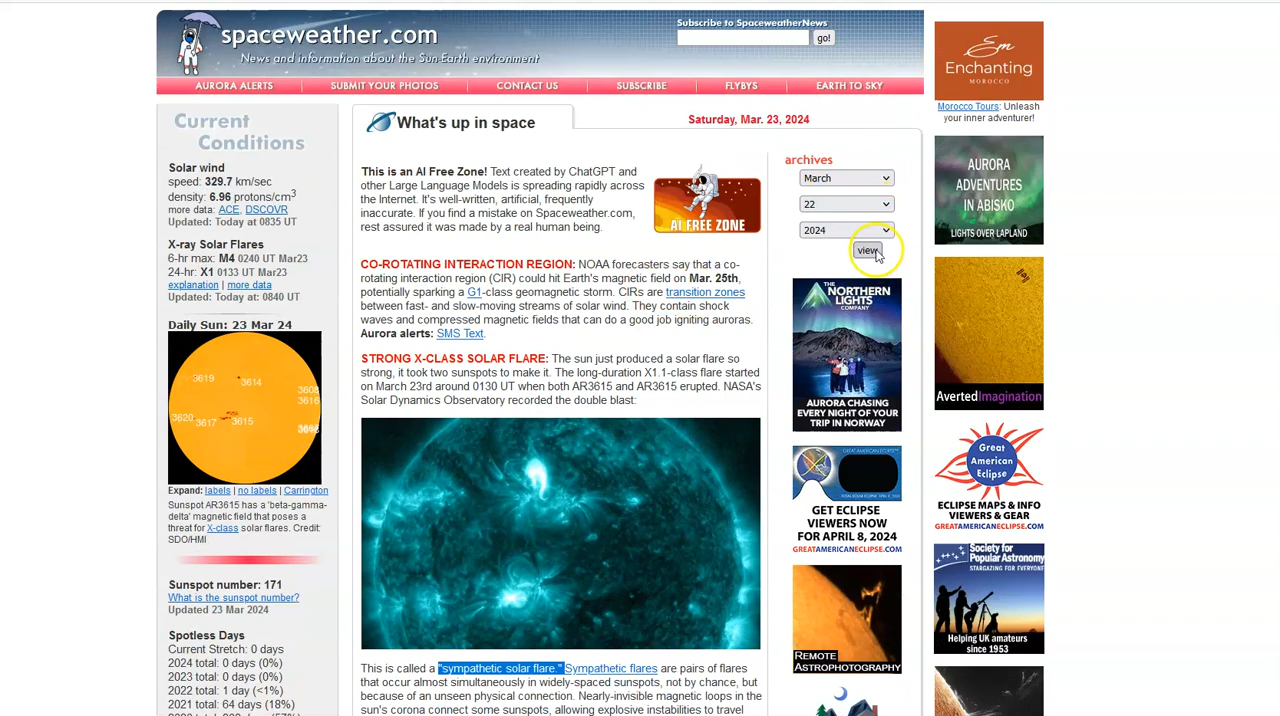 spaceweather.com
News and information about the Sun-Earth environment
Subscribe to SpaceweatherNews
go!
AURORA ALERTS
SUBMIT YOUR PHOTOS
CONTACT US
SUBSCRIBE
FLYBYS
EARTH TO SKY
Current
Conditions
Solar wind
speed: 329.7 km/sec
density: 6.96 protons/cm3
more data: ACE, DSCOVR
Updated: Today at 0835 UT
X-ray Solar Flares
6-hr max: M4 0240 UT Mar23
24-hr: X1 0133 UT Mar23
explanation | more data
Updated: Today at: 0840 UT
Daily Sun: 23 Mar 24
3619
3614
3608
3616
3620
3617
3615
Expand: labels | no labels | Carrington
Sunspot AR3615 has a 'beta-gamma-
delta' magnetic field that poses a
threat for X-class solar flares. Credit:
SDO/HMI
Sunspot number: 171
What is the sunspot number?
Updated 23 Mar 2024
Spotless Days
Current Stretch: 0 days
2024 total: 0 days (0%)
2023 total: 0 days (0%)
2022 total: 1 day (<1%)
2021 total: 64 days (18%)
What's up in space
Saturday, Mar. 23, 2024
This is an AI Free Zone! Text created by ChatGPT and
other Large Language Models is spreading rapidly across
the Internet. It's well-written, artificial, frequently
inaccurate. If you find a mistake on Spaceweather.com,
rest assured it was made by a real human being.
AI FREE ZONE
CO-ROTATING INTERACTION REGION: NOAA forecasters say that a co-
rotating interaction region (CIR) could hit Earth's magnetic field on Mar. 25th,
potentially sparking a G1-class geomagnetic storm. CIRs are transition zones
between fast- and slow-moving streams of solar wind. They contain shock
waves and compressed magnetic fields that can do a good job igniting auroras.
Aurora alerts: SMS Text.
STRONG X-CLASS SOLAR FLARE: The sun just produced a solar flare so
strong, it took two sunspots to make it. The long-duration X1.1-class flare started
on March 23rd around 0130 UT when both AR3615 and AR3615 erupted. NASA's
Solar Dynamics Observatory recorded the double blast:
This is called a "sympathetic solar flare." Sympathetic flares are pairs of flares
that occur almost simultaneously in widely-spaced sunspots, not by chance, but
because of an unseen physical connection. Nearly-invisible magnetic loops in the
sun's corona connect some sunspots, allowing explosive instabilities to travel
archives
March
22
2024
view
THE
NORTHERN
LIGHTS
COMPANY
AURORA CHASING
EVERY NIGHT OF YOUR
TRIP IN NORWAY
GREAT AMERICAN ECLIPSE
GET ECLIPSE
VIEWERS NOW
FOR APRIL 8, 2024
GREATAMERICANECLIPSE.COM
REMOTE
ASTROPHOTOGRAPHY
Em
Enchanting
MOROCCO
Morocco Tours: Unleash
your inner adventurer!
AURORA
ADVENTURES
IN ABISKO
LIGHTS OVER LAPLAND
AvertedImagination
Great
American
Eclipse
ECLIPSE MAPS & INFO
VIEWERS & GEAR
GREATAMERICANECLIPSE.COM
Society for
Popular Astronomy
STARGAZING FOR EVERYONE
Helping UK amateurs
since 1953